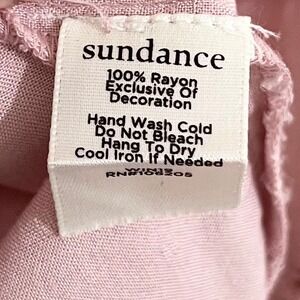 sundance
100% Rayon
Exclusive Of
Decoration
Hand Wash Cold
Do Not Bleach
Hang To Dry
Cool Iron If Needed